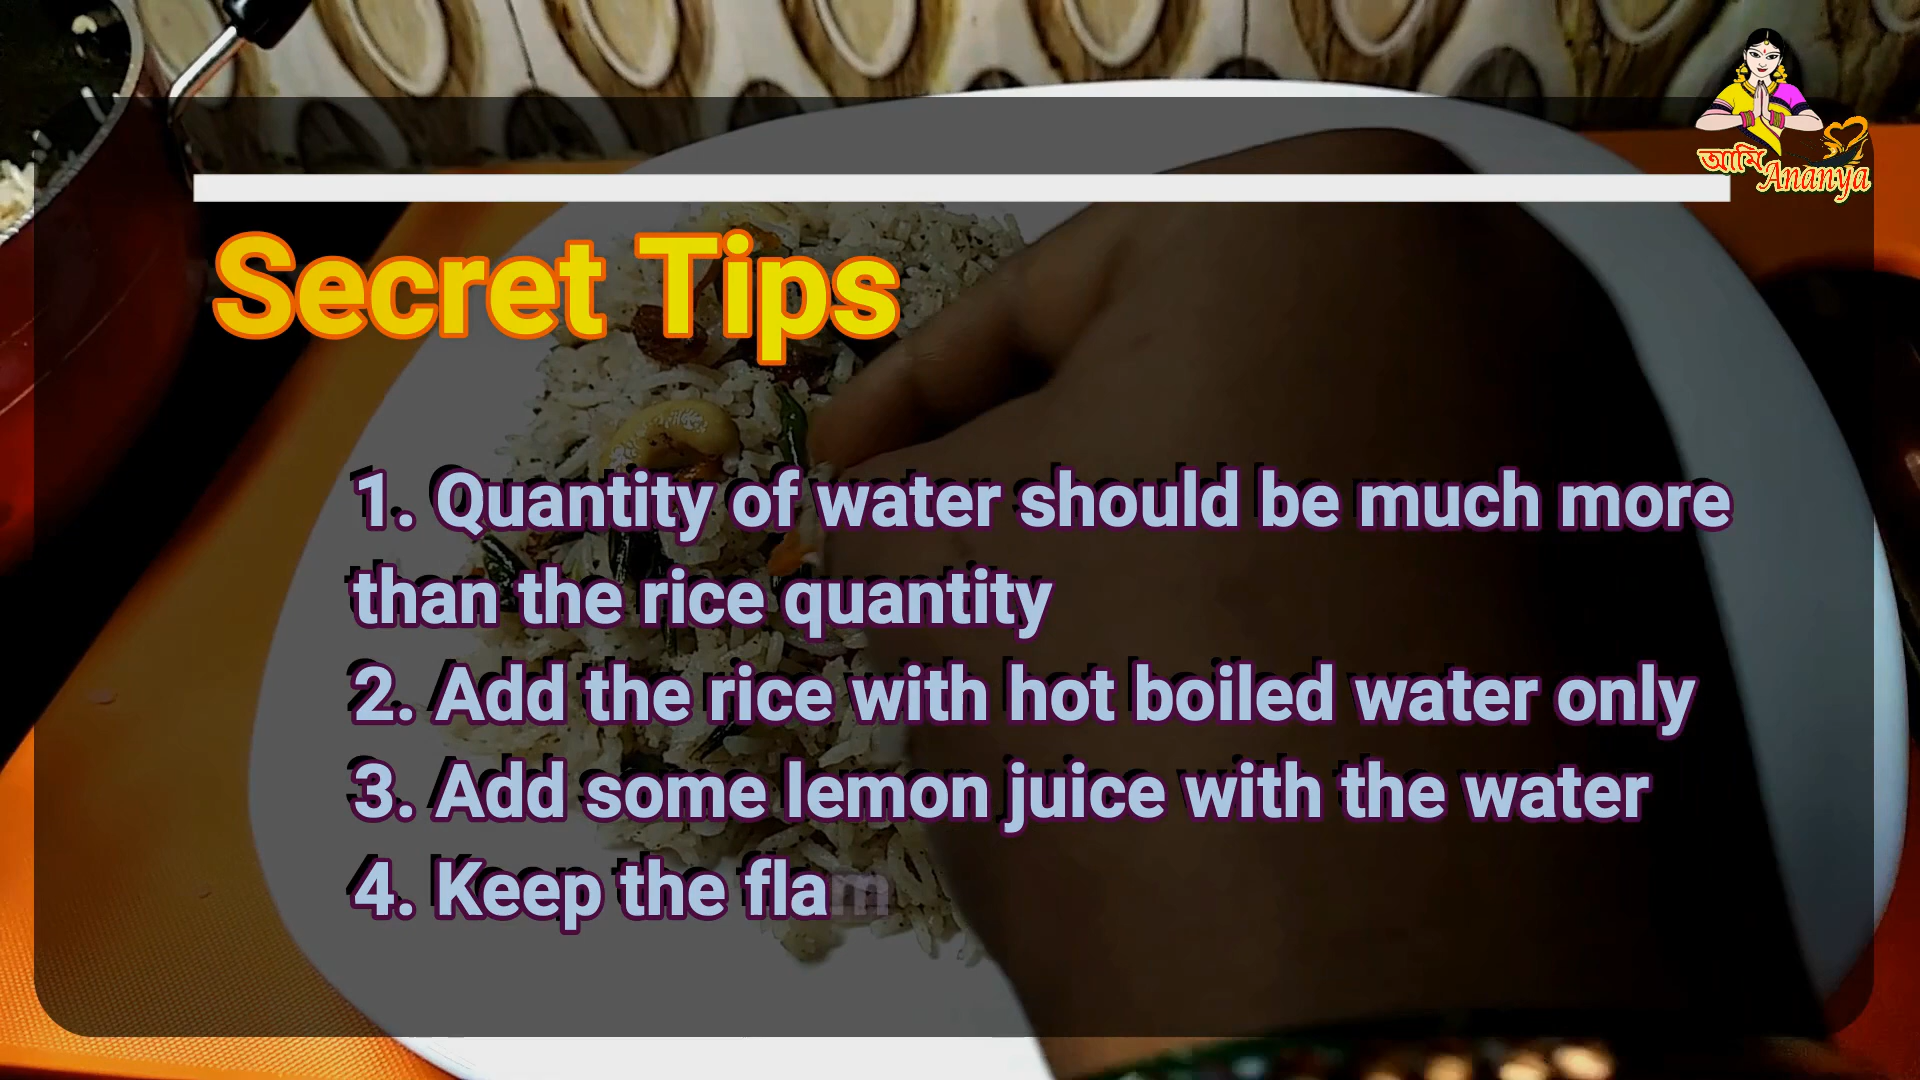 আমি
Ananya
Secret Tips
1. Quantity of water should be much more
than the rice quantity
2. Add the rice with hot boiled water only
3. Add some lemon juice with the water
4. Keep the flam